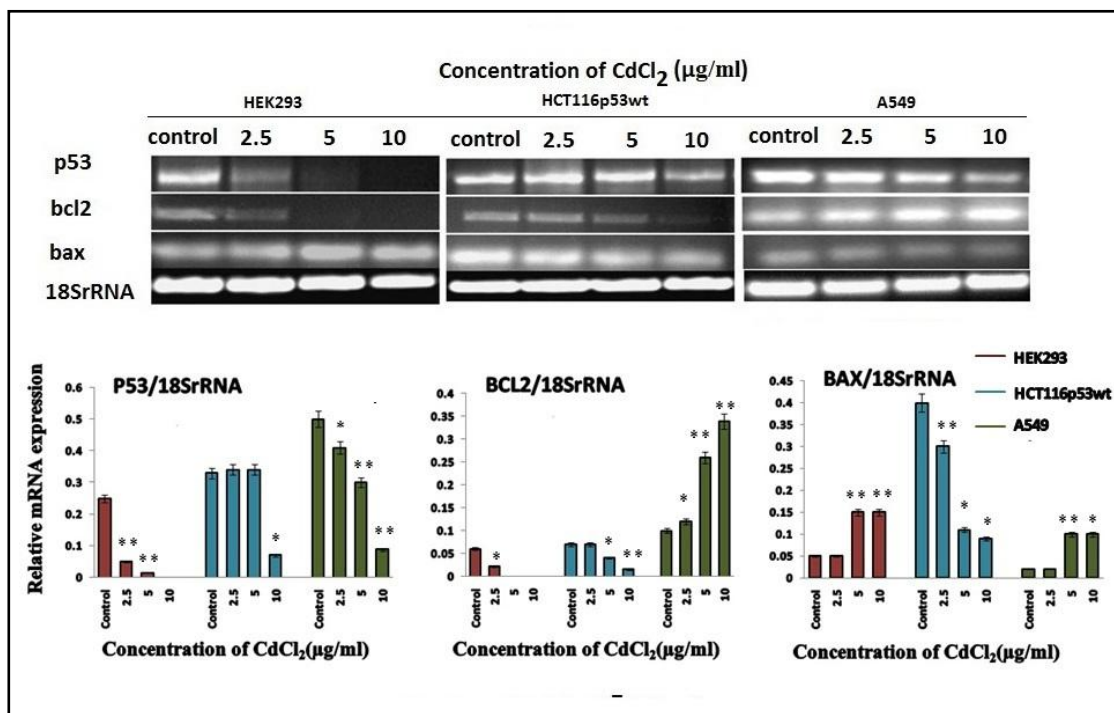 Concentration of CdCl2 (μg/ml)
HEK293 HCT116p53wt A549
control 2.5 5 10 control 2.5 5 10 control 2.5 5 10
p53
bcl2
bax
18SrRNA
P53/18SrRNA
Relative mRNA expression
0.6
0.5
0.4
0.3
0.2
0.1
0
** ** * * ** **
Control 2.5 5 10 Control 2.5 5 10 Control 2.5 5 10
Concentration of CdCl2(μg/ml)
BCL2/18SrRNA
0.4
0.35
0.3
0.25
0.2
0.15
0.1
0.05
0
* * ** * ** **
Control 2.5 5 10 Control 2.5 5 10 Control 2.5 5 10
Concentration of CdCl2(μg/ml)
BAX/18SrRNA
0.45
0.4
0.35
0.3
0.25
0.2
0.15
0.1
0.05
0
** ** ** * * ** *
Control 2.5 5 10 Control 2.5 5 10 Control 2.5 5 10
Concentration of CdCl2(μg/ml)
HEK293
HCT116p53wt
A549